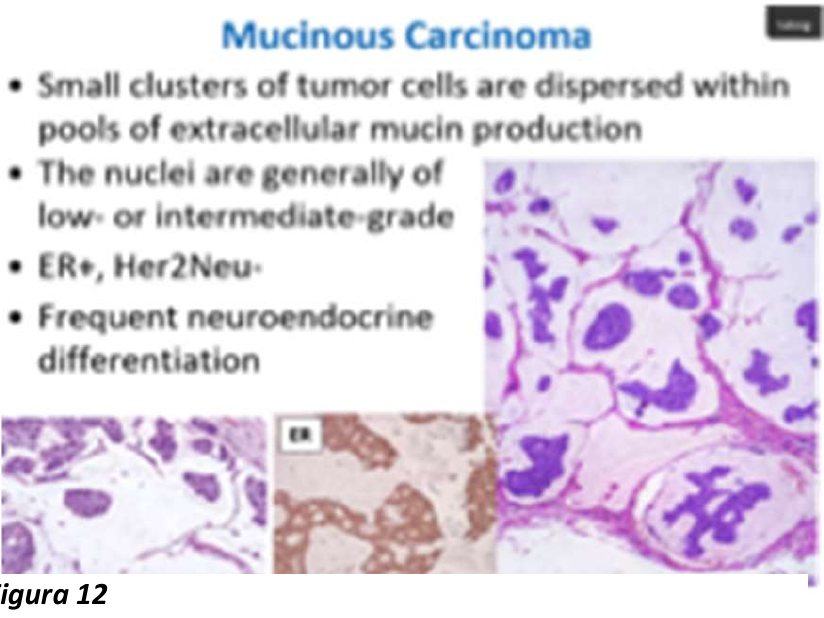 Mucinous Carcinoma
• Small clusters of tumor cells are dispersed within
pools of extracellular mucin production
• The nuclei are generally of
low- or intermediate-grade
• ER+, Her2Neu-
• Frequent neuroendocrine
differentiation
ER
igura 12